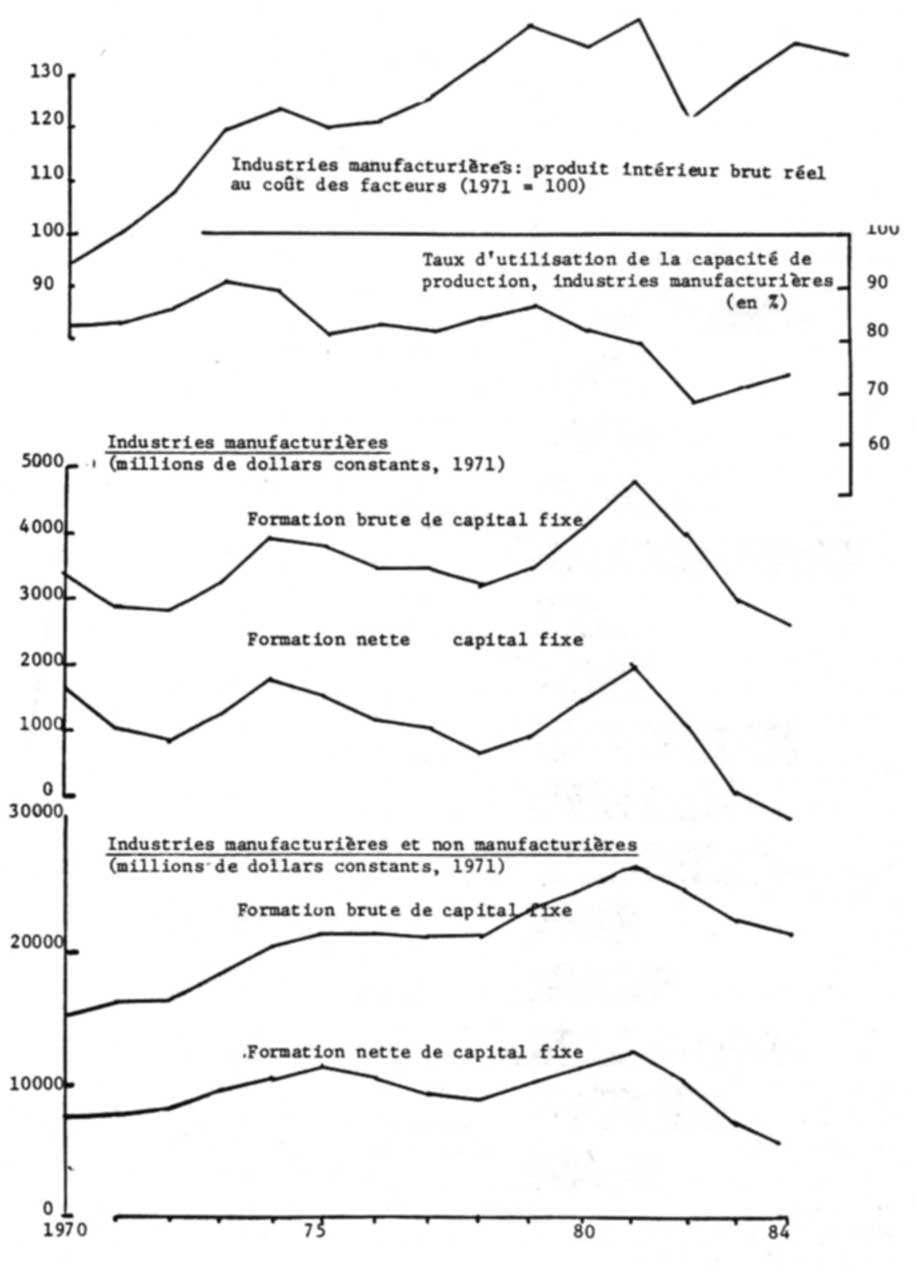 130
120
110
100
90
Industries manufacturières: produit intérieur brut réel
au coût des facteurs (1971 = 100)
100
90
80
70
60
Taux d'utilisation de la capacité de
production, industries manufacturières
(en %)
Industries manufacturières
(millions de dollars constants, 1971)
5000
4000
3000
2000
1000
0
Formation brute de capital fixe
Formation nette capital fixe
30000
20000
10000
0
Industries manufacturières et non manufacturières
(millions de dollars constants, 1971)
Formation brute de capital fixe
Formation nette de capital fixe
1970 75 80 84